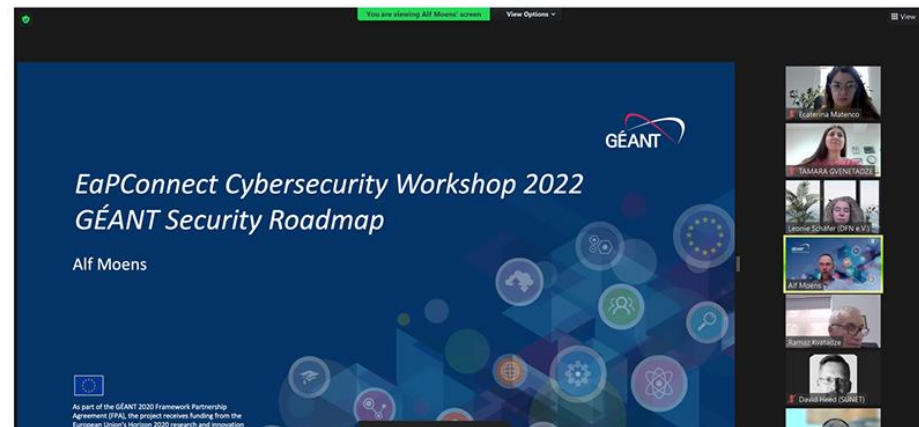 You are viewing Alf Moens' screen
View Options
View
GÉANT
EaPConnect Cybersecurity Workshop 2022
GÉANT Security Roadmap
Alf Moens
As part of the GÉANT 2020 Framework Partnership
Agreement (FPA), the project receives funding from the
European Union's Horizon 2020 research and innovation
Ecaterina Matenco
TAMARA GVENETADZE
Leonie Schäfer (DFN e.V.)
Alf Moens
Ramaz Kvatadze
David Heed (SUNET)